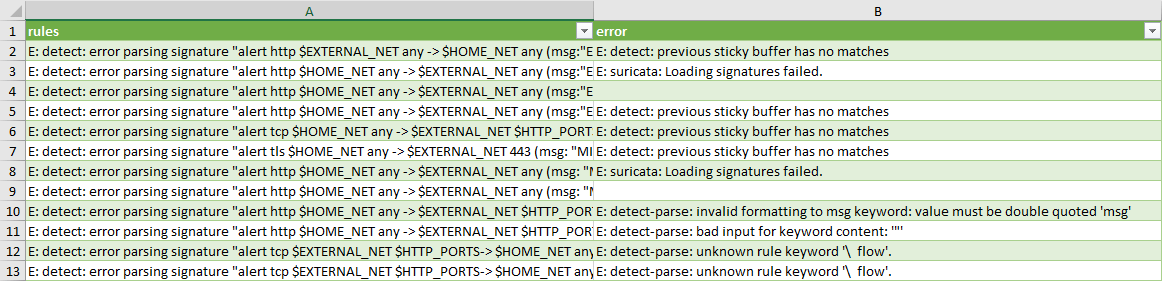 A B
1 rules error
2 E: detect: error parsing signature "alert http $EXTERNAL_NET any -> $HOME_NET any (msg:"E E: detect: previous sticky buffer has no matches
3 E: detect: error parsing signature "alert http $HOME_NET any -> $EXTERNAL_NET any (msg:"E E: suricata: Loading signatures failed.
4 E: detect: error parsing signature "alert http $HOME_NET any -> $EXTERNAL_NET any (msg:"E
5 E: detect: error parsing signature "alert http $HOME_NET any -> $EXTERNAL_NET any (msg:"E E: detect: previous sticky buffer has no matches
6 E: detect: error parsing signature "alert tcp $HOME_NET any -> $EXTERNAL_NET $HTTP_PORT E: detect: previous sticky buffer has no matches
7 E: detect: error parsing signature "alert tls $HOME_NET any -> $EXTERNAL_NET 443 (msg: "MI E: detect: previous sticky buffer has no matches
8 E: detect: error parsing signature "alert http $HOME_NET any -> $EXTERNAL_NET any (msg: "M E: suricata: Loading signatures failed.
9 E: detect: error parsing signature "alert http $HOME_NET any -> $EXTERNAL_NET any (msg: "M
10 E: detect: error parsing signature "alert http $HOME_NET any -> $EXTERNAL_NET $HTTP_POR E: detect-parse: invalid formatting to msg keyword: value must be double quoted 'msg'
11 E: detect: error parsing signature "alert http $HOME_NET any -> $EXTERNAL_NET $HTTP_POR E: detect-parse: bad input for keyword content: '"'
12 E: detect: error parsing signature "alert tcp $EXTERNAL_NET $HTTP_PORTS-> $HOME_NET any E: detect-parse: unknown rule keyword '\  flow'.
13 E: detect: error parsing signature "alert tcp $EXTERNAL_NET $HTTP_PORTS-> $HOME_NET any E: detect-parse: unknown rule keyword '\  flow'.